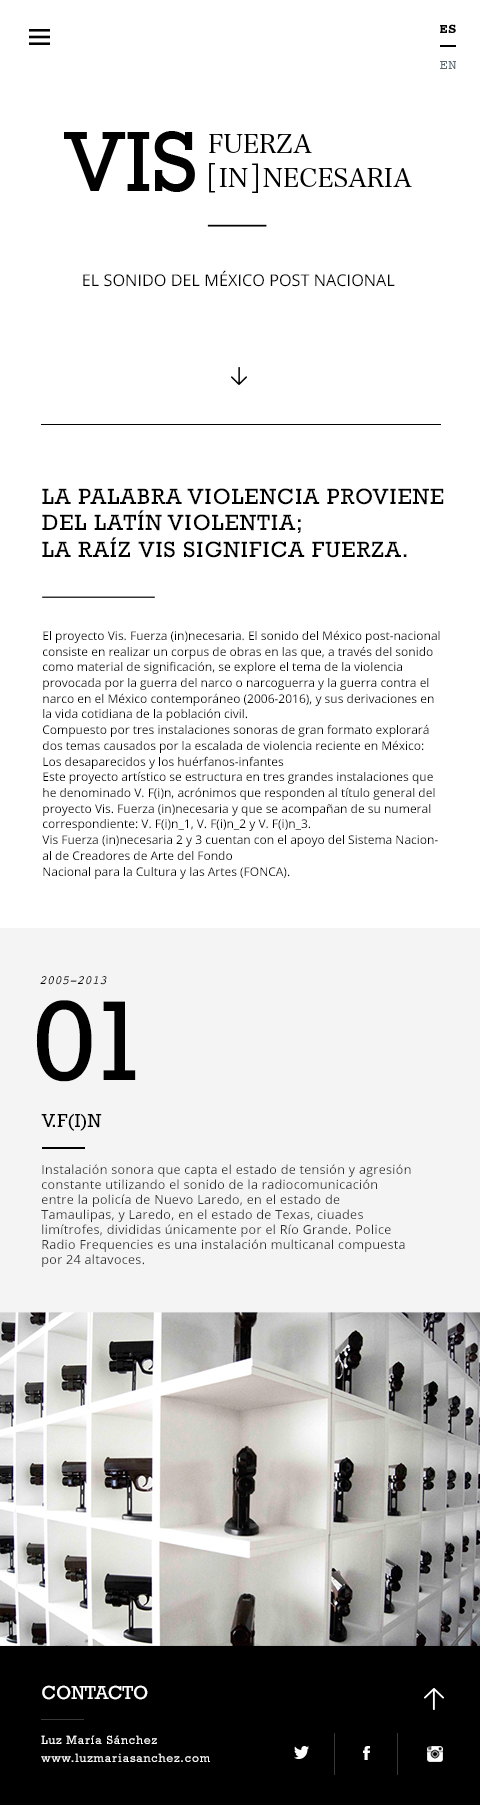 ES
EN
VIS FUERZA
[IN]NECESARIA
EL SONIDO DEL MÉXICO POST NACIONAL
LA PALABRA VIOLENCIA PROVIENE
DEL LATÍN VIOLENTIA;
LA RAÍZ VIS SIGNIFICA FUERZA.
El proyecto Vis. Fuerza (in)necesaria. El sonido del México post-nacional
consiste en realizar un corpus de obras en las que, a través del sonido
como material de significación, se explore el tema de la violencia
provocada por la guerra del narco o narcoguerra y la guerra contra el
narco en el México contemporáneo (2006-2016), y sus derivaciones en
la vida cotidiana de la población civil.
Compuesto por tres instalaciones sonoras de gran formato explorará
dos temas causados por la escalada de violencia reciente en México:
Los desaparecidos y los huérfanos-infantes
Este proyecto artístico se estructura en tres grandes instalaciones que
he denominado V. F(i)n, acrónimos que responden al título general del
proyecto Vis. Fuerza (in)necesaria y que se acompañan de su numeral
correspondiente: V. F(i)n_1, V. F(i)n_2 y V. F(i)n_3.
Vis Fuerza (in)necesaria 2 y 3 cuentan con el apoyo del Sistema Nacion-
al de Creadores de Arte del Fondo
Nacional para la Cultura y las Artes (FONCA).
2005–2013
01
V.F(I)N
Instalación sonora que capta el estado de tensión y agresión
constante utilizando el sonido de la radiocomunicación
entre la policía de Nuevo Laredo, en el estado de
Tamaulipas, y Laredo, en el estado de Texas, ciuades
limítrofes, divididas únicamente por el Río Grande. Police
Radio Frequencies es una instalación multicanal compuesta
por 24 altavoces.
CONTACTO
Luz María Sánchez
www.luzmariasanchez.com